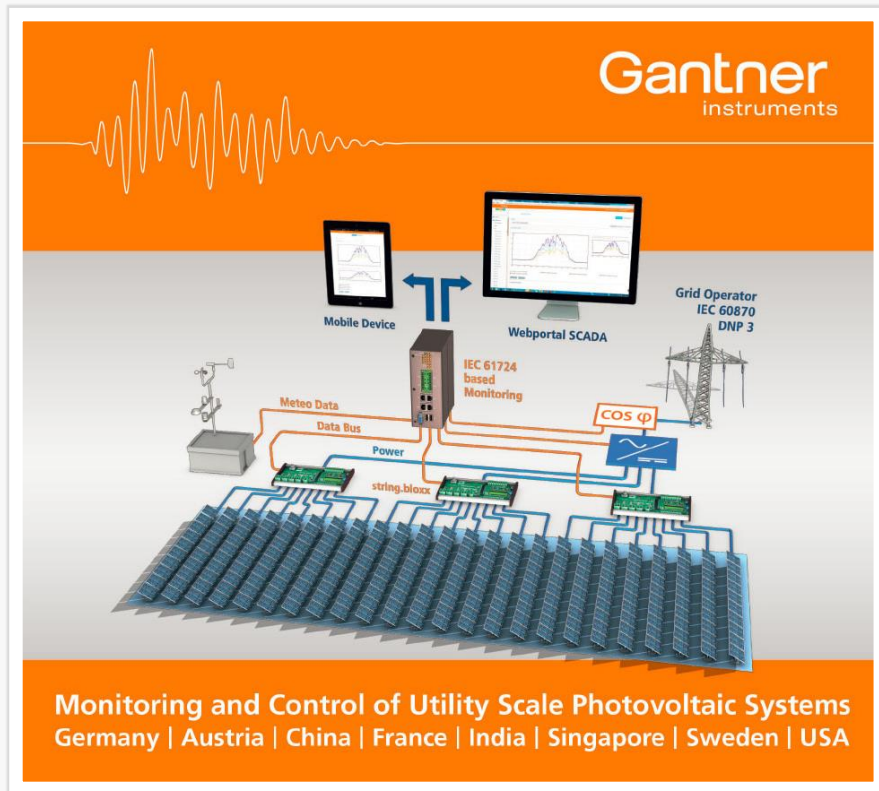 Gantner
instruments
Mobile Device
Webportal SCADA
Grid Operator
IEC 60870
DNP 3
IEC 61724
based
Monitoring
Meteo Data
Data Bus
cos φ
Power
string.bloxx
Monitoring and Control of Utility Scale Photovoltaic Systems
Germany | Austria | China | France | India | Singapore | Sweden | USA